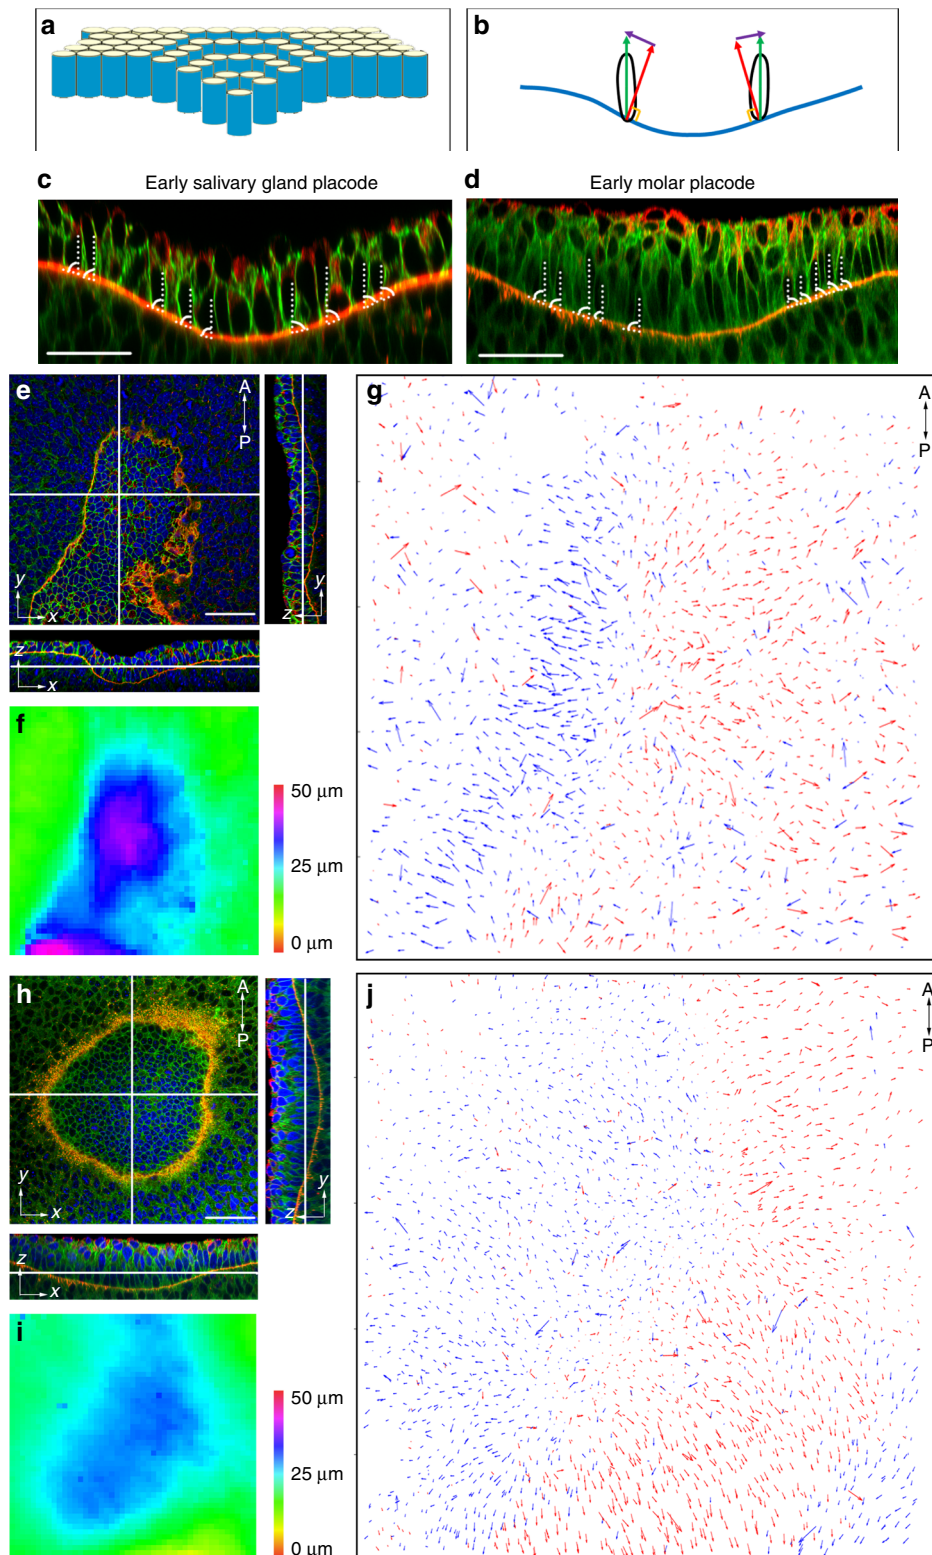 a
b
c
Early salivary gland placode
d
Early molar placode
e
A
P
y
x
y
z
z
x
g
A
P
f
50 µm
25 µm
0 µm
h
A
P
y
x
y
z
z
x
j
A
P
i
50 µm
25 µm
0 µm